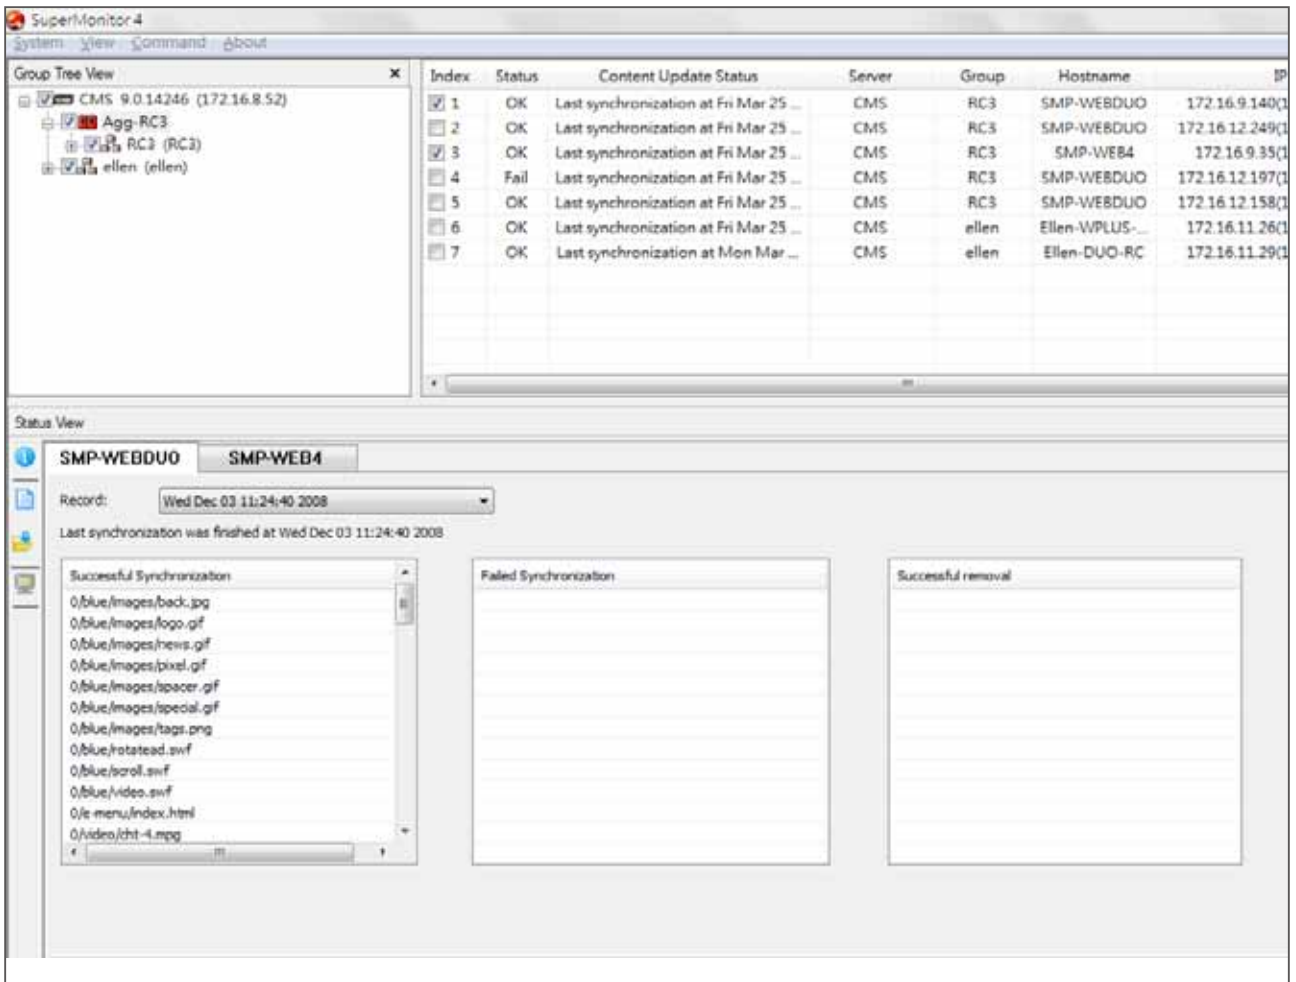 SuperMonitor 4
System View Command About
Group Tree View x
CMS 9.0.14246 (172.16.8.52)
Agg-RC3
RC3 (RC3)
ellen (ellen)
Index Status Content Update Status Server Group Hostname IP
1 OK Last synchronization at Fri Mar 25 ... CMS RC3 SMP-WEBDUO 172.16.9.140(1
2 OK Last synchronization at Fri Mar 25 ... CMS RC3 SMP-WEBDUO 172.16.12.249(1
3 OK Last synchronization at Fri Mar 25 ... CMS RC3 SMP-WEB4 172.16.9.35(1
4 Fail Last synchronization at Fri Mar 25 ... CMS RC3 SMP-WEBDUO 172.16.12.197(1
5 OK Last synchronization at Fri Mar 25 ... CMS RC3 SMP-WEBDUO 172.16.12.158(1
6 OK Last synchronization at Fri Mar 25 ... CMS ellen Ellen-WPLUS-... 172.16.11.26(1
7 OK Last synchronization at Mon Mar ... CMS ellen Ellen-DUO-RC 172.16.11.29(1
Status View
SMP-WEBDUO SMP-WEB4
Record: Wed Dec 03 11:24:40 2008
Last synchronization was finished at Wed Dec 03 11:24:40 2008
Successful Synchronization
0/blue/images/back.jpg
0/blue/images/logo.gif
0/blue/images/news.gif
0/blue/images/pixel.gif
0/blue/images/spacer.gif
0/blue/images/special.gif
0/blue/images/tags.png
0/blue/rotatead.swf
0/blue/scroll.swf
0/blue/video.swf
0/e-menu/index.html
0/video/cht-4.mpg
Failed Synchronization
Successful removal